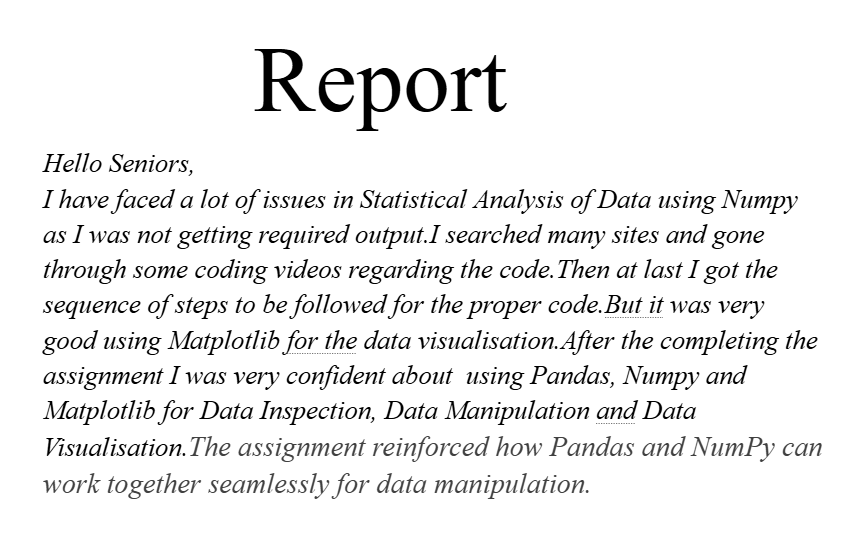 Report
Hello Seniors,
I have faced a lot of issues in Statistical Analysis of Data using Numpy
as I was not getting required output.I searched many sites and gone
through some coding videos regarding the code.Then at last I got the
sequence of steps to be followed for the proper code.But it was very
good using Matplotlib for the data visualisation.After the completing the
assignment I was very confident about  using Pandas, Numpy and
Matplotlib for Data Inspection, Data Manipulation and Data
Visualisation.The assignment reinforced how Pandas and NumPy can
work together seamlessly for data manipulation.